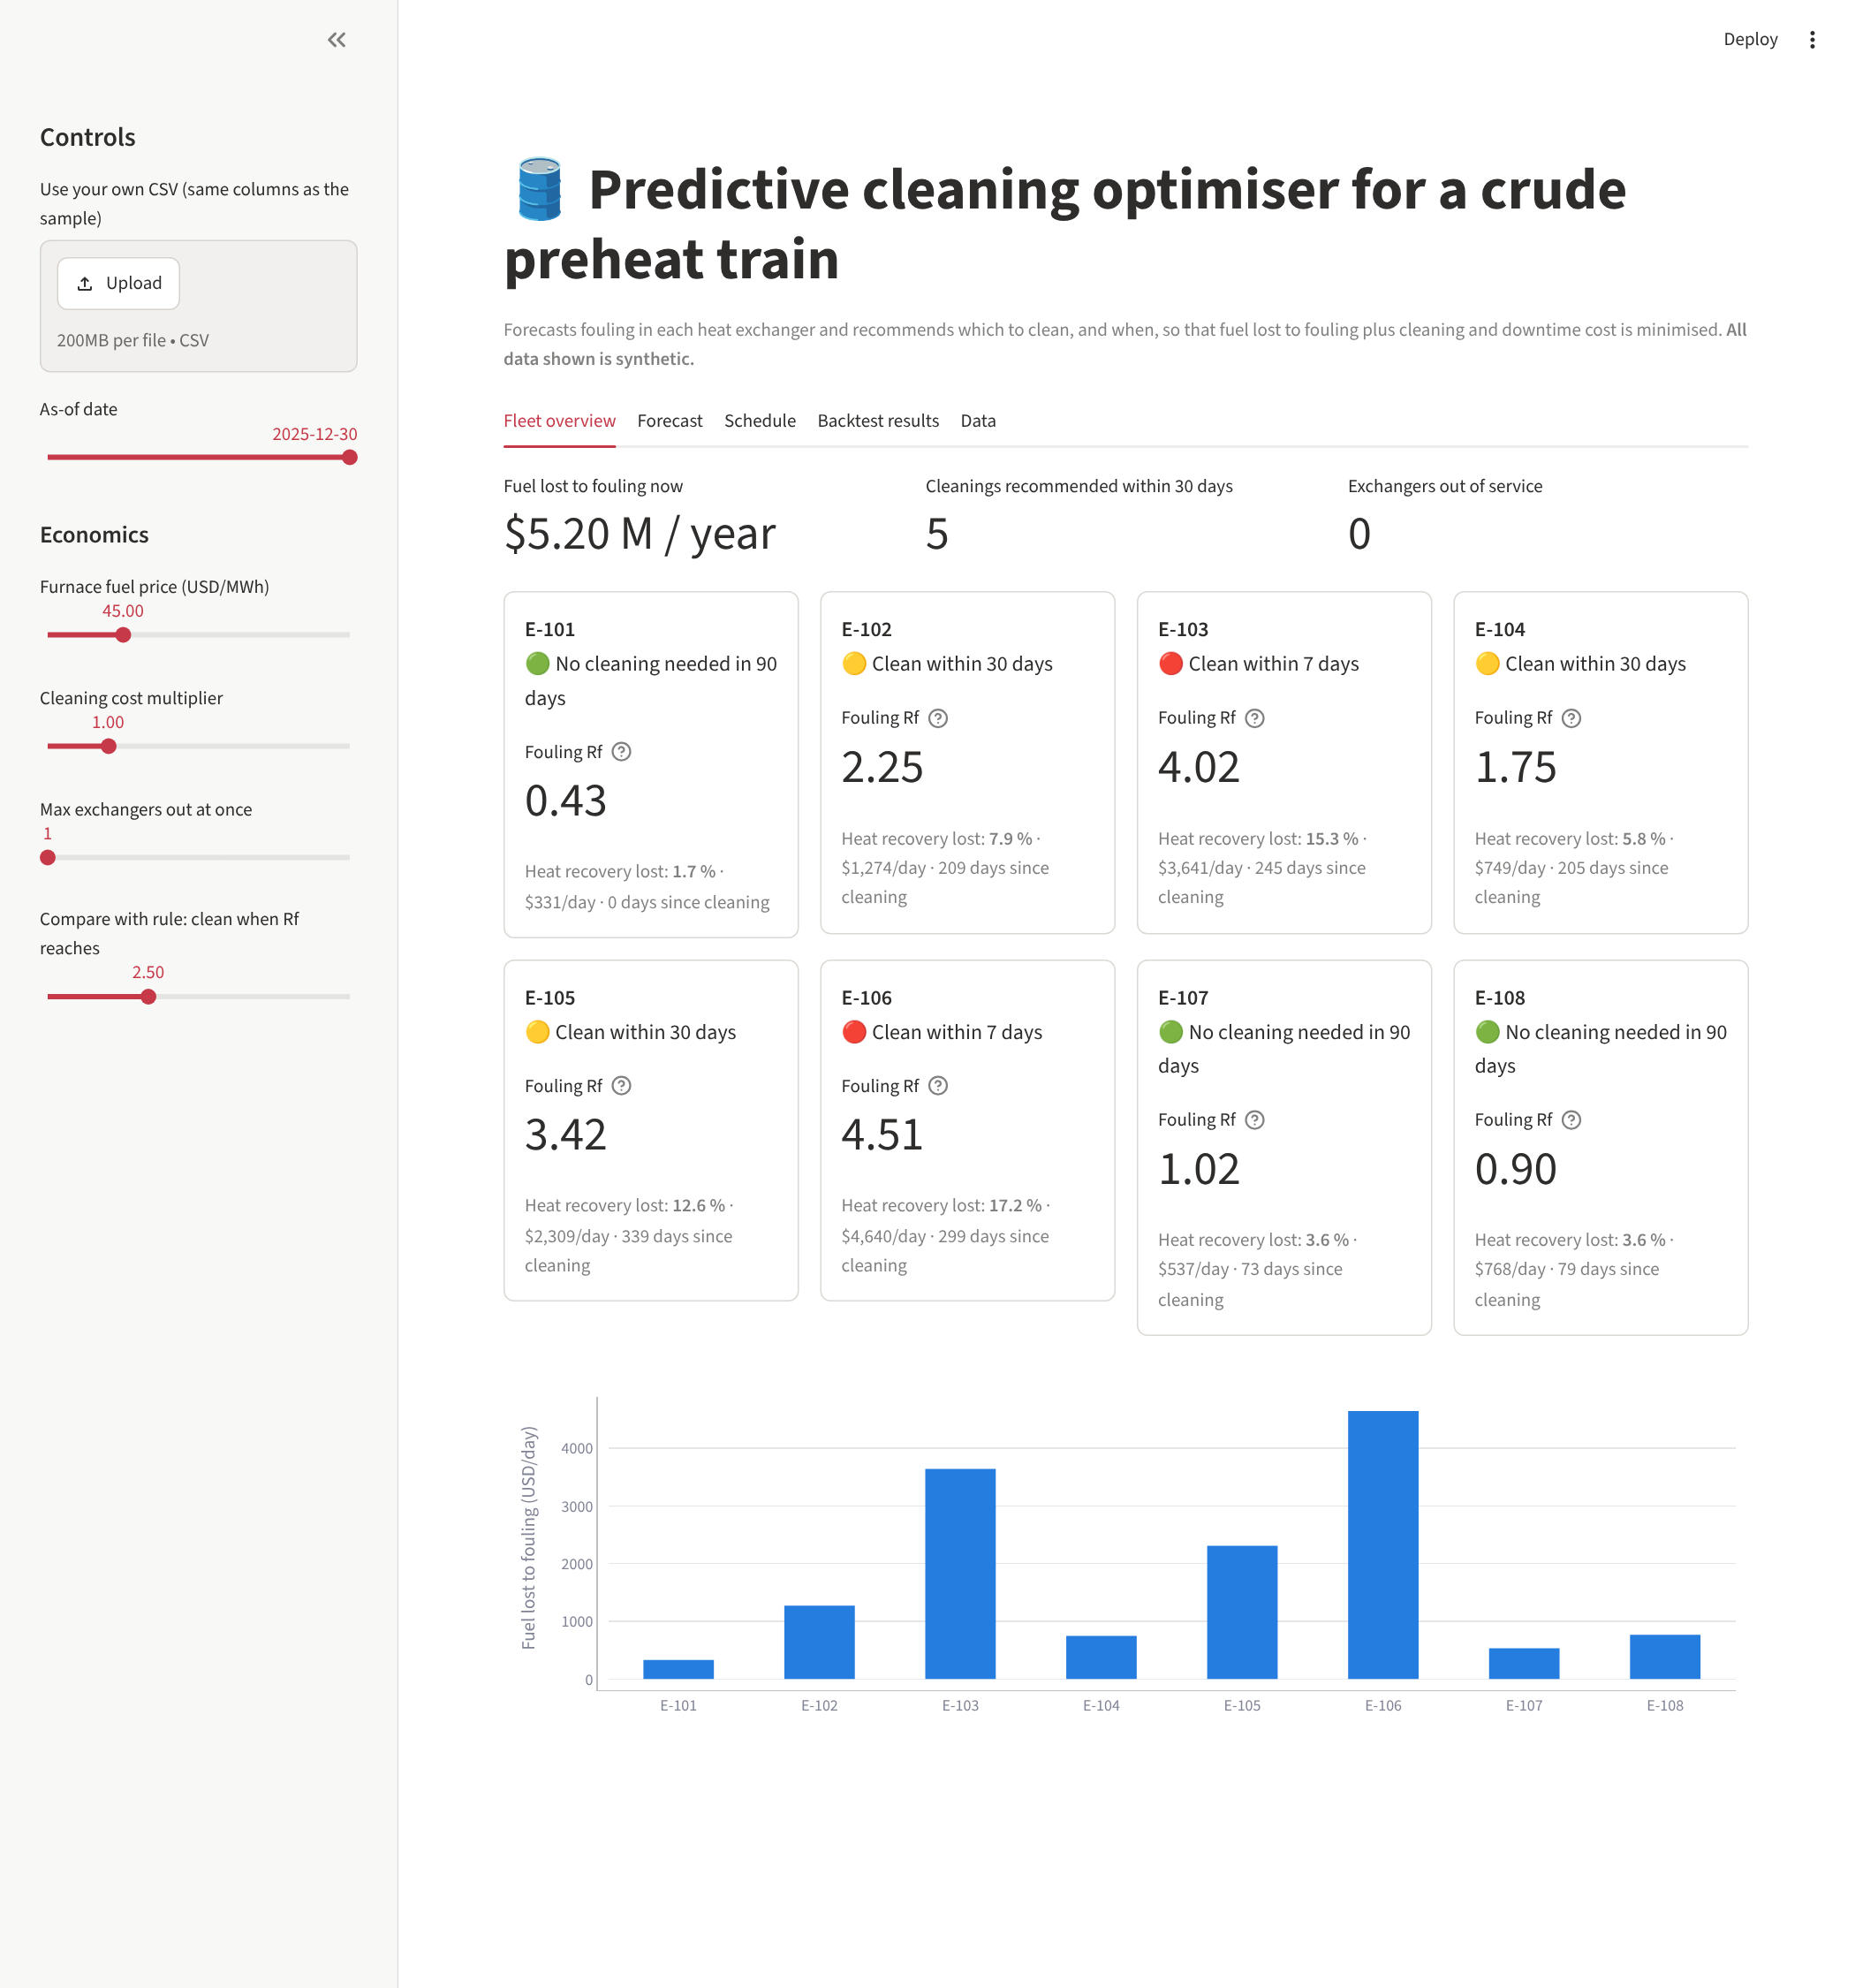 Deploy
Controls
Use your own CSV (same columns as the
sample)
Upload
200MB per file • CSV
As-of date
2025-12-30
Economics
Furnace fuel price (USD/MWh)
45.00
Cleaning cost multiplier
1.00
Max exchangers out at once
1
Compare with rule: clean when Rf
reaches
2.50
Predictive cleaning optimiser for a crude
preheat train
Forecasts fouling in each heat exchanger and recommends which to clean, and when, so that fuel lost to fouling plus cleaning and downtime cost is minimised. All
data shown is synthetic.
Fleet overview Forecast Schedule Backtest results Data
Fuel lost to fouling now
$5.20 M / year
Cleanings recommended within 30 days
5
Exchangers out of service
0
E-101
No cleaning needed in 90
days
Fouling Rf
0.43
Heat recovery lost: 1.7 % ·
$331/day · 0 days since cleaning
E-102
Clean within 30 days
Fouling Rf
2.25
Heat recovery lost: 7.9 % ·
$1,274/day · 209 days since
cleaning
E-103
Clean within 7 days
Fouling Rf
4.02
Heat recovery lost: 15.3 % ·
$3,641/day · 245 days since
cleaning
E-104
Clean within 30 days
Fouling Rf
1.75
Heat recovery lost: 5.8 % ·
$749/day · 205 days since
cleaning
E-105
Clean within 30 days
Fouling Rf
3.42
Heat recovery lost: 12.6 % ·
$2,309/day · 339 days since
cleaning
E-106
Clean within 7 days
Fouling Rf
4.51
Heat recovery lost: 17.2 % ·
$4,640/day · 299 days since
cleaning
E-107
No cleaning needed in 90
days
Fouling Rf
1.02
Heat recovery lost: 3.6 % ·
$537/day · 73 days since
cleaning
E-108
No cleaning needed in 90
days
Fouling Rf
0.90
Heat recovery lost: 3.6 % ·
$768/day · 79 days since
cleaning
Fuel lost to fouling (USD/day)
4000
3000
2000
1000
0
E-101 E-102 E-103 E-104 E-105 E-106 E-107 E-108